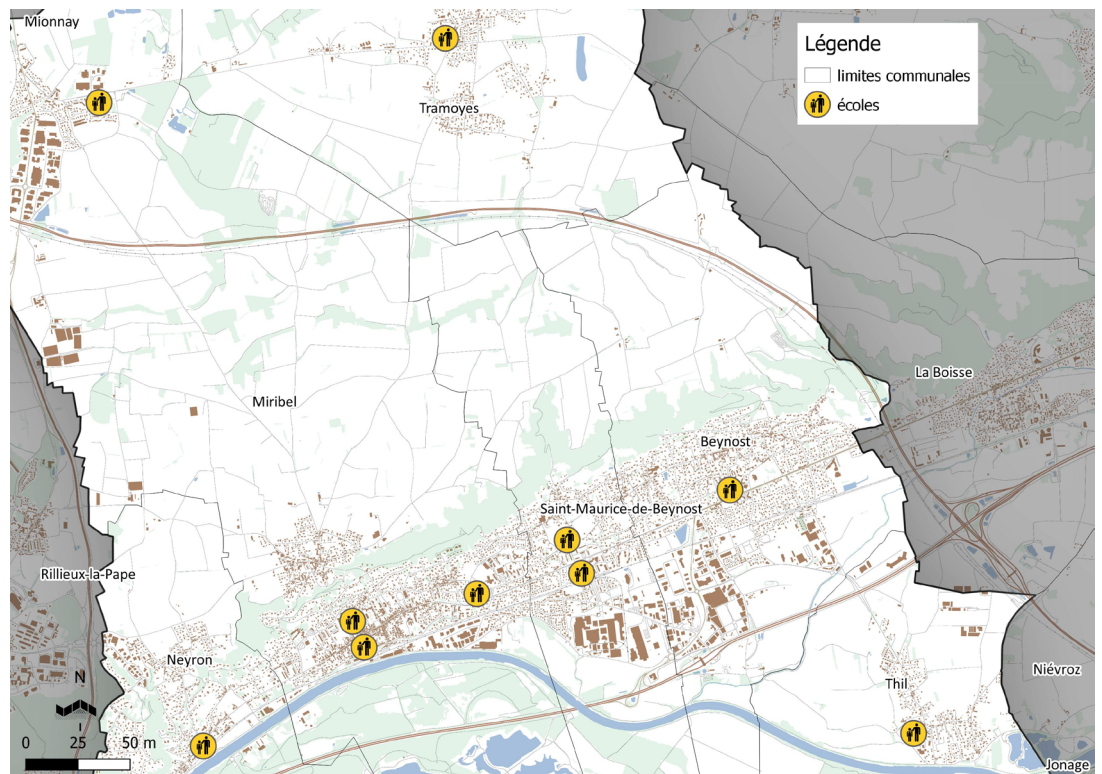 Mionnay
Légende
limites communales
écoles
Tramoyes
La Boisse
Miribel
Beynost
Saint-Maurice-de-Beynost
Rillieux-la-Pape
Neyron
Niévroz
N
Thil
0 25 50 m
Jonage